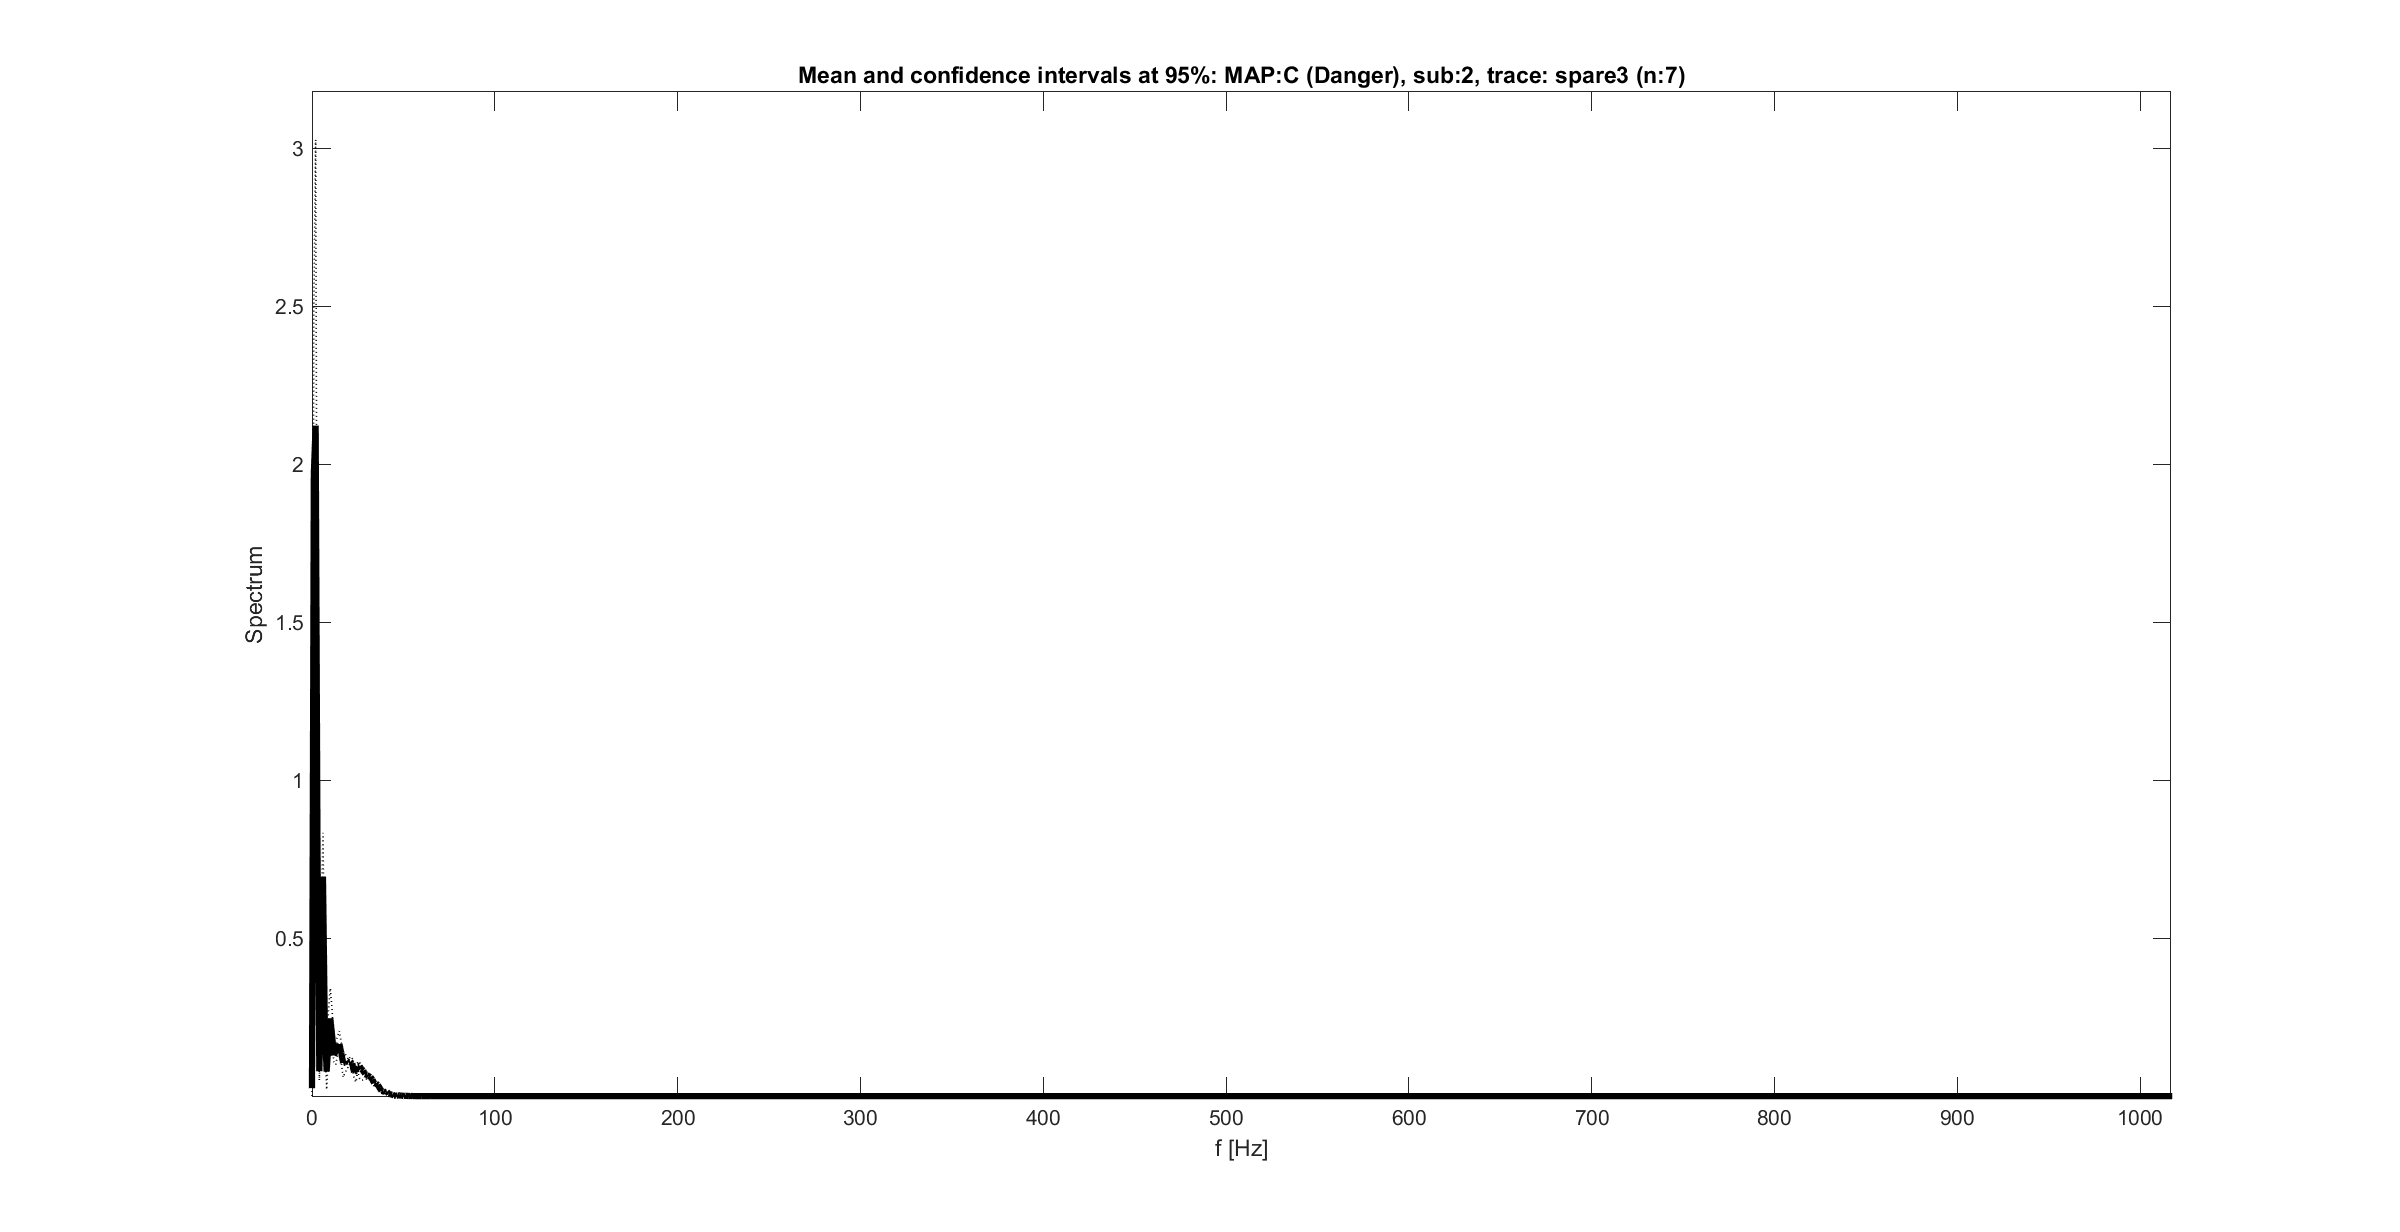 Mean and confidence intervals at 95%: MAP:C (Danger), sub:2, trace: spare3 (n:7)
3
2.5
2
1.5
1
0.5
Spectrum
0 100 200 300 400 500 600 700 800 900 1000
f [Hz]